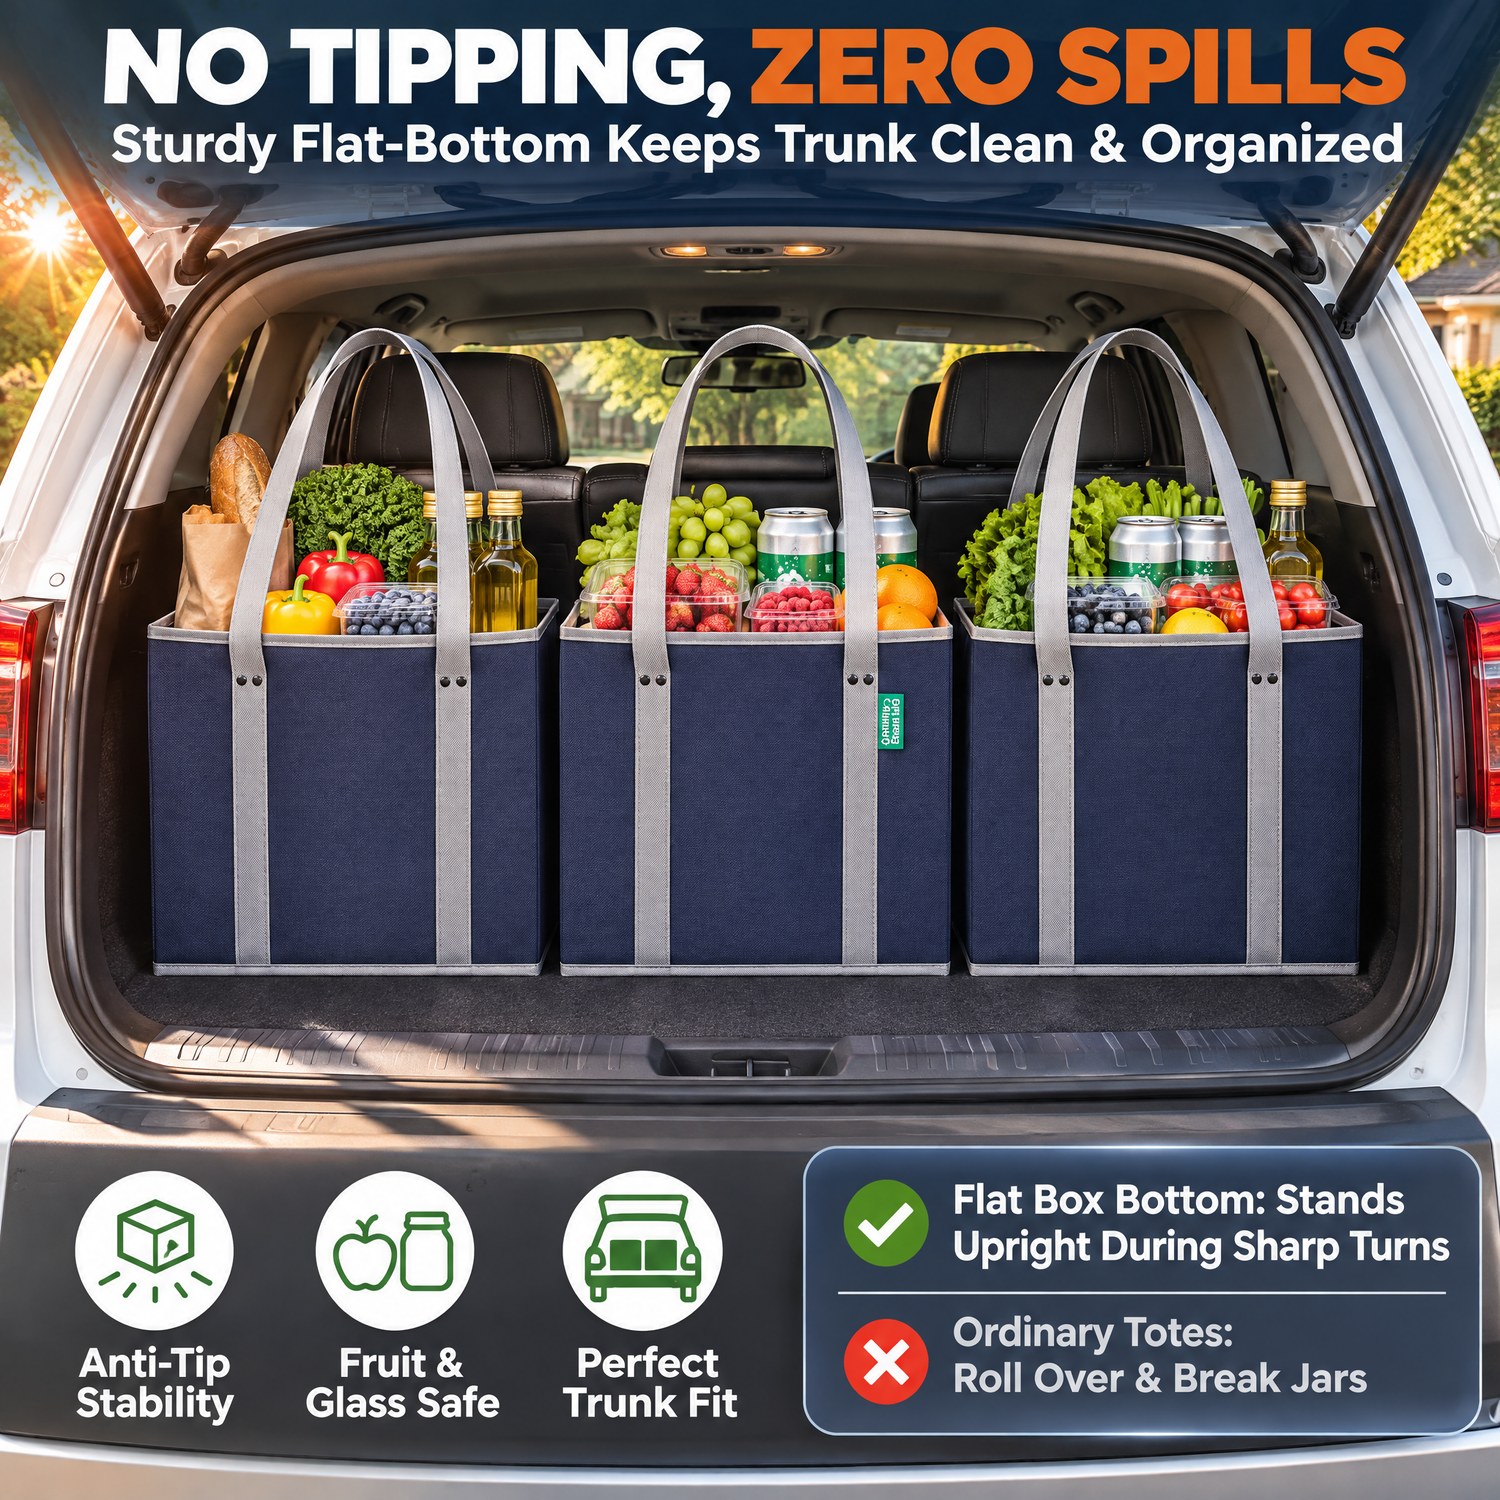 NO TIPPING, ZERO SPILLS
Sturdy Flat-Bottom Keeps Trunk Clean & Organized
Anti-Tip
Stability
Fruit &
Glass Safe
Perfect
Trunk Fit
Flat Box Bottom: Stands
Upright During Sharp Turns
Ordinary Totes:
Roll Over & Break Jars